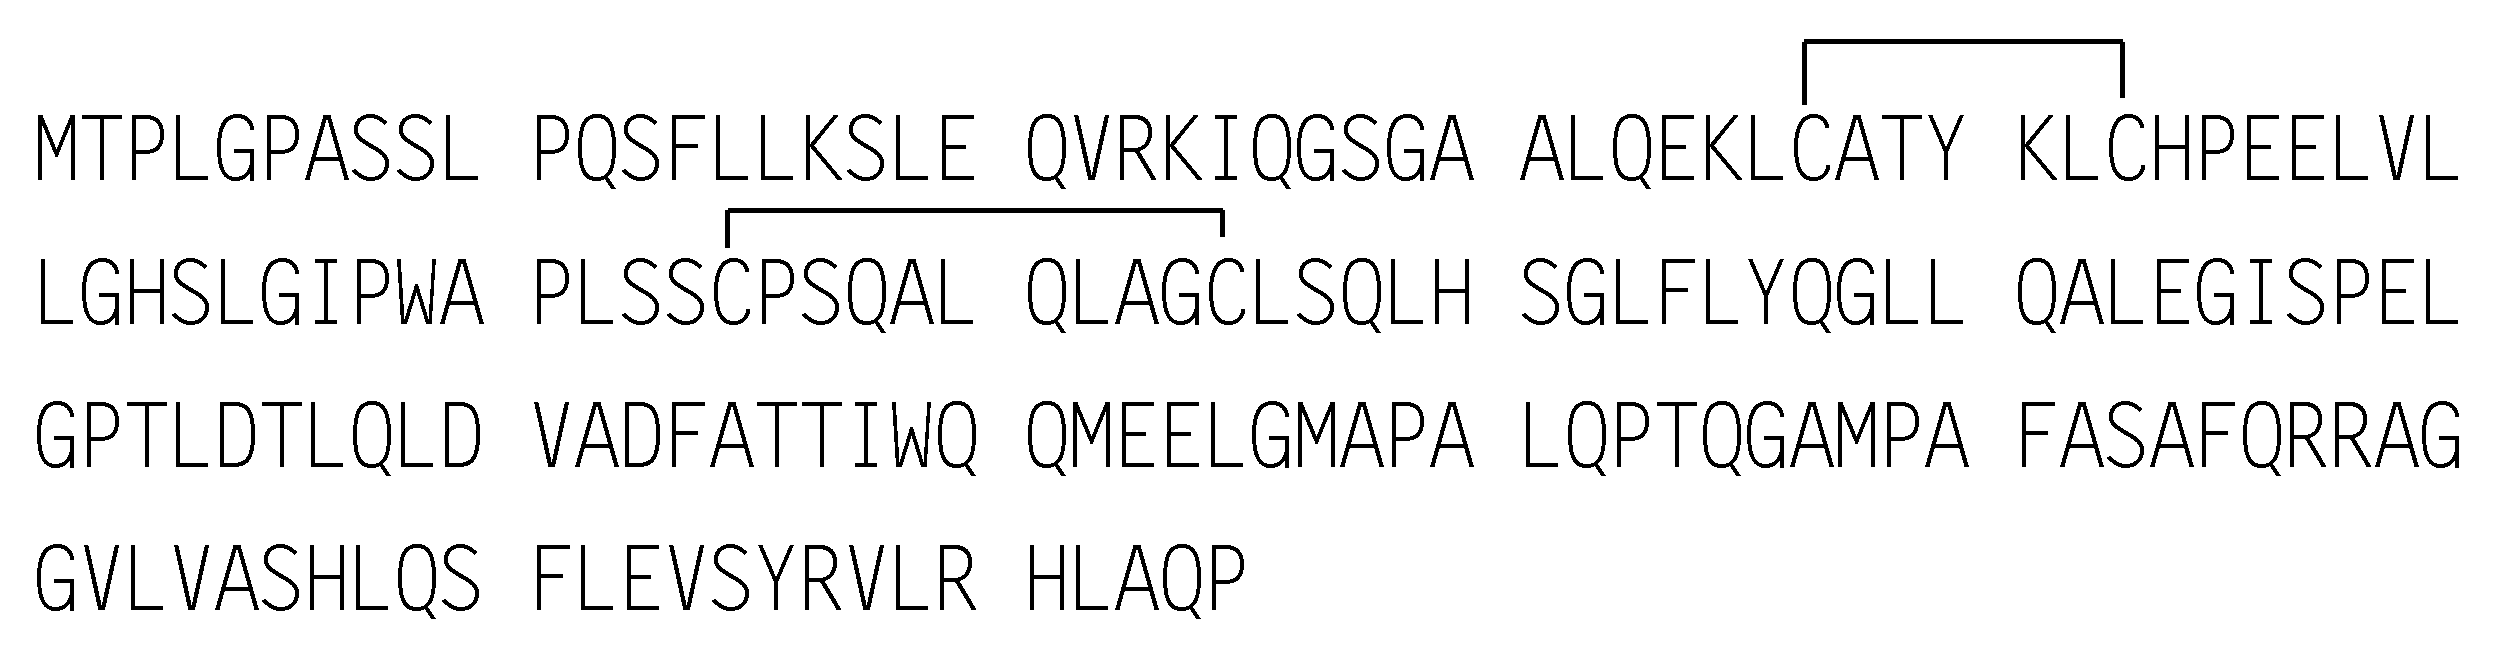 MTPLGPASSL PQSFLLKSLE QVRKIQGSGA ALQEKLCATY KLCHPEELVL
LGHSLGIPWA PLSSCPSQAL QLAGCLSQLH SGLFLYQGLL QALEGISPEL
GPTLDTLQLD VADFATTIWQ QMEELGMAPA LQPTQGAMPA FASAFQRRAG
GVLVASHLQS FLEVSYRVLR HLAQP